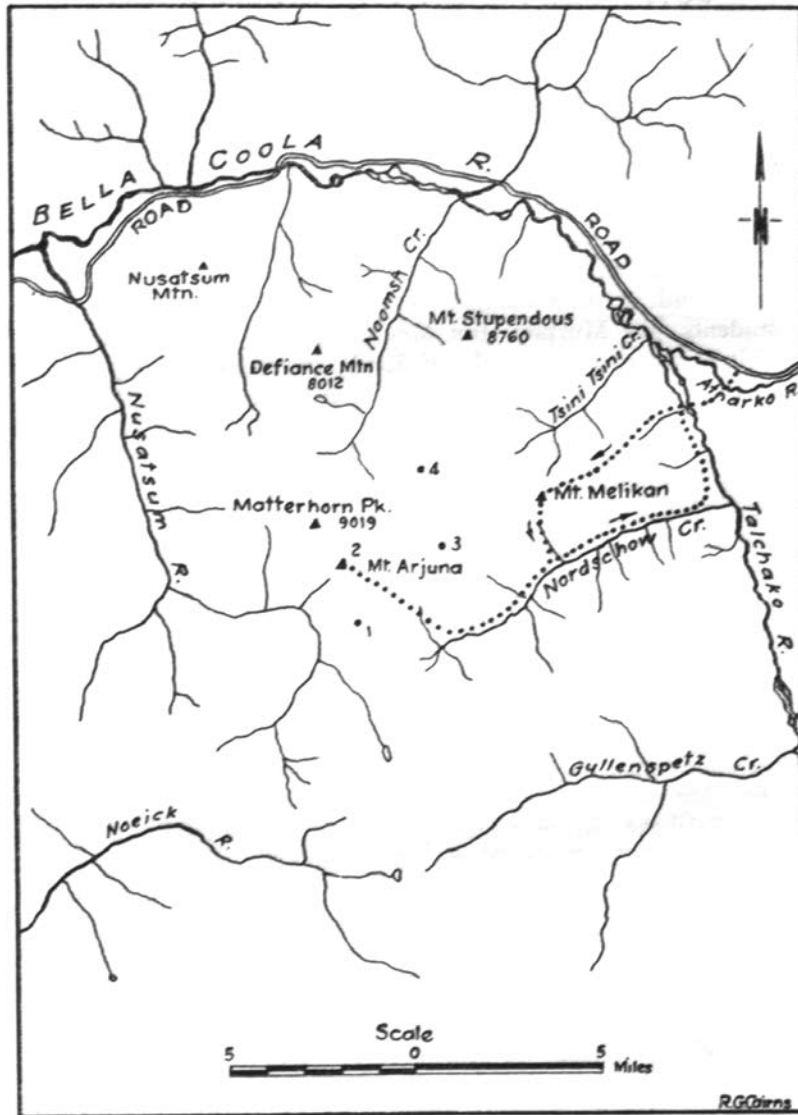 BELLA COOLA R.
ROAD
ROAD
Nusatsum
Mtn.
Noomst Cr.
Mt. Stupendous
8760
Defiance Mtn
8012
Tsini Tsini Cr.
Atnarko R.
Nusatsum R.
4
Mt. Melikan
Matterhorn Pk.
9019
2
Mt. Arjuna
3
Nordschow Cr.
Talchako R.
1
Gyllenspetz Cr.
Noeick R.
Scale
5 0 5
Miles
R.G.Cairns